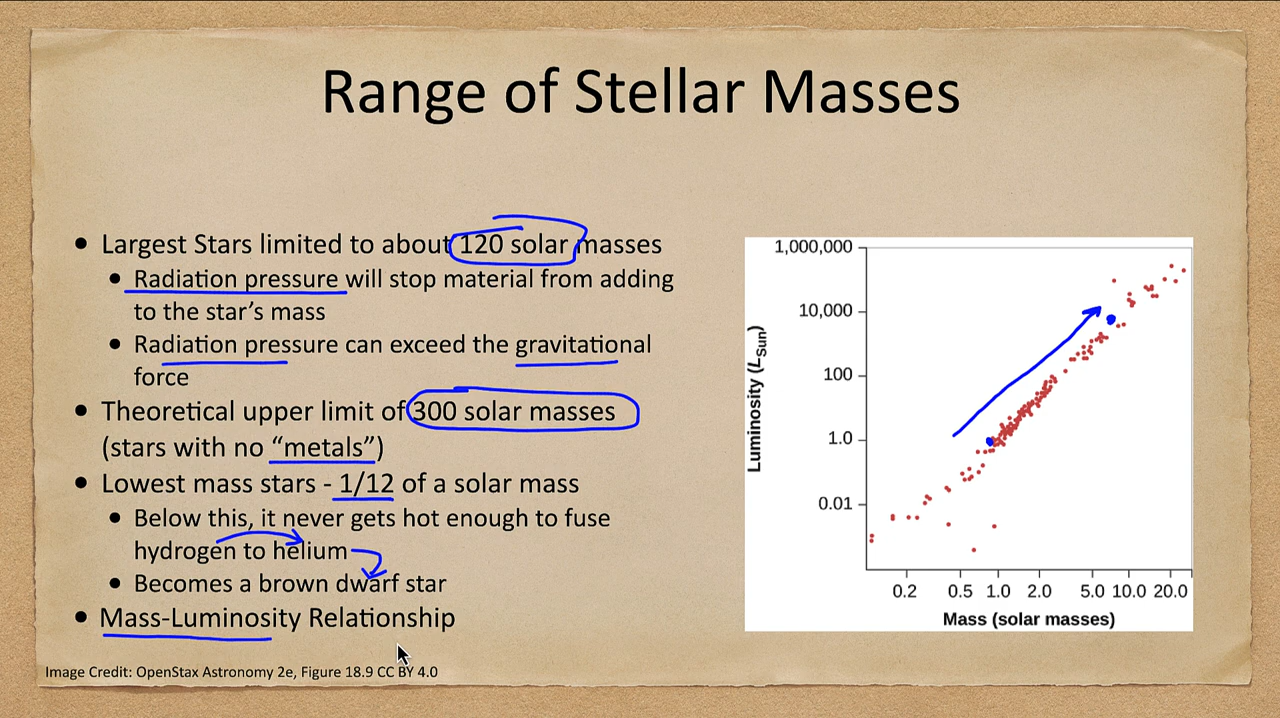 Range of Stellar Masses
• Largest Stars limited to about 120 solar masses
• Radiation pressure will stop material from adding
to the star's mass
• Radiation pressure can exceed the gravitational
force
• Theoretical upper limit of 300 solar masses
(stars with no “metals”)
• Lowest mass stars - 1/12 of a solar mass
• Below this, it never gets hot enough to fuse
hydrogen to helium
• Becomes a brown dwarf star
• Mass-Luminosity Relationship
Image Credit: OpenStax Astronomy 2e, Figure 18.9 CC BY 4.0
Luminosity (LSun)
1,000,000
10,000
100
1.0
0.01
0.2 0.5 1.0 2.0 5.0 10.0 20.0
Mass (solar masses)